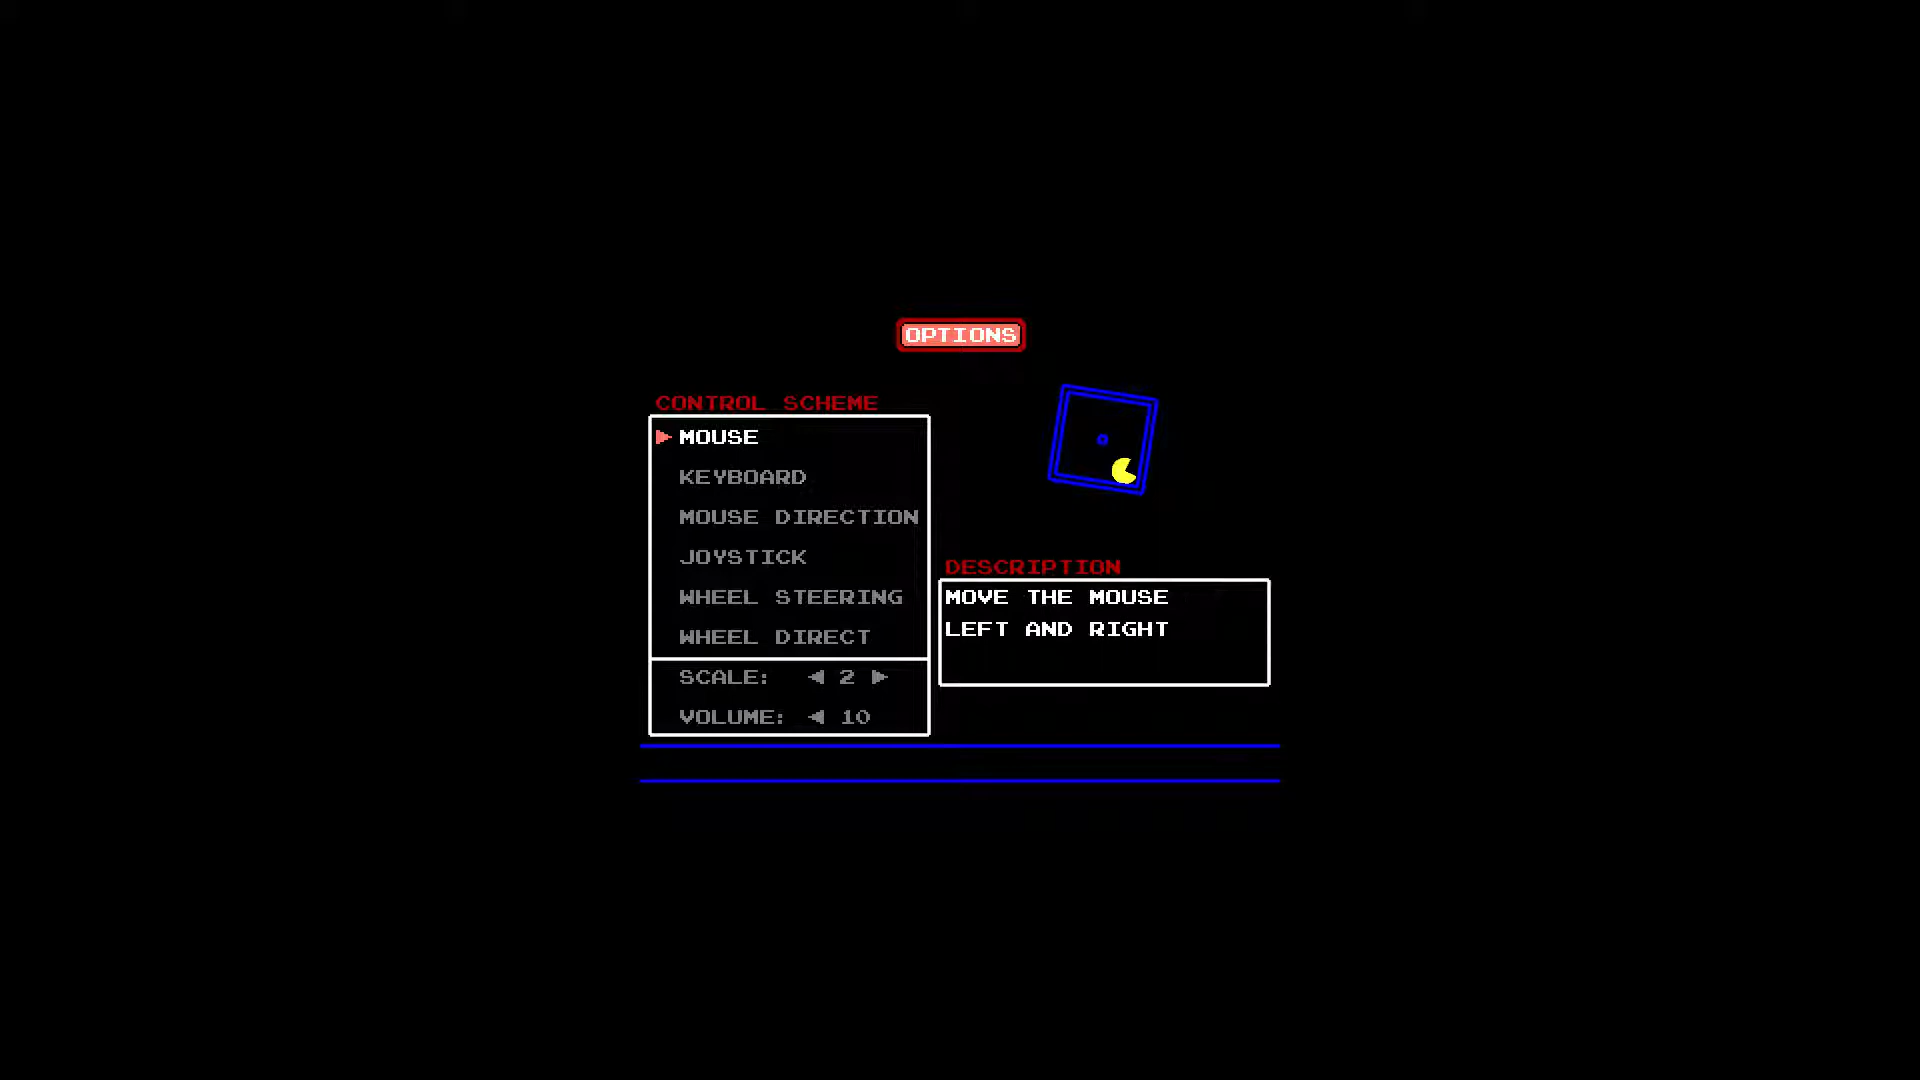 OPTIONS
CONTROL SCHEME
MOUSE
KEYBOARD
MOUSE DIRECTION
JOYSTICK
WHEEL STEERING
WHEEL DIRECT
SCALE: ◀ 2 ▶
VOLUME: ◀ 10
DESCRIPTION
MOVE THE MOUSE
LEFT AND RIGHT